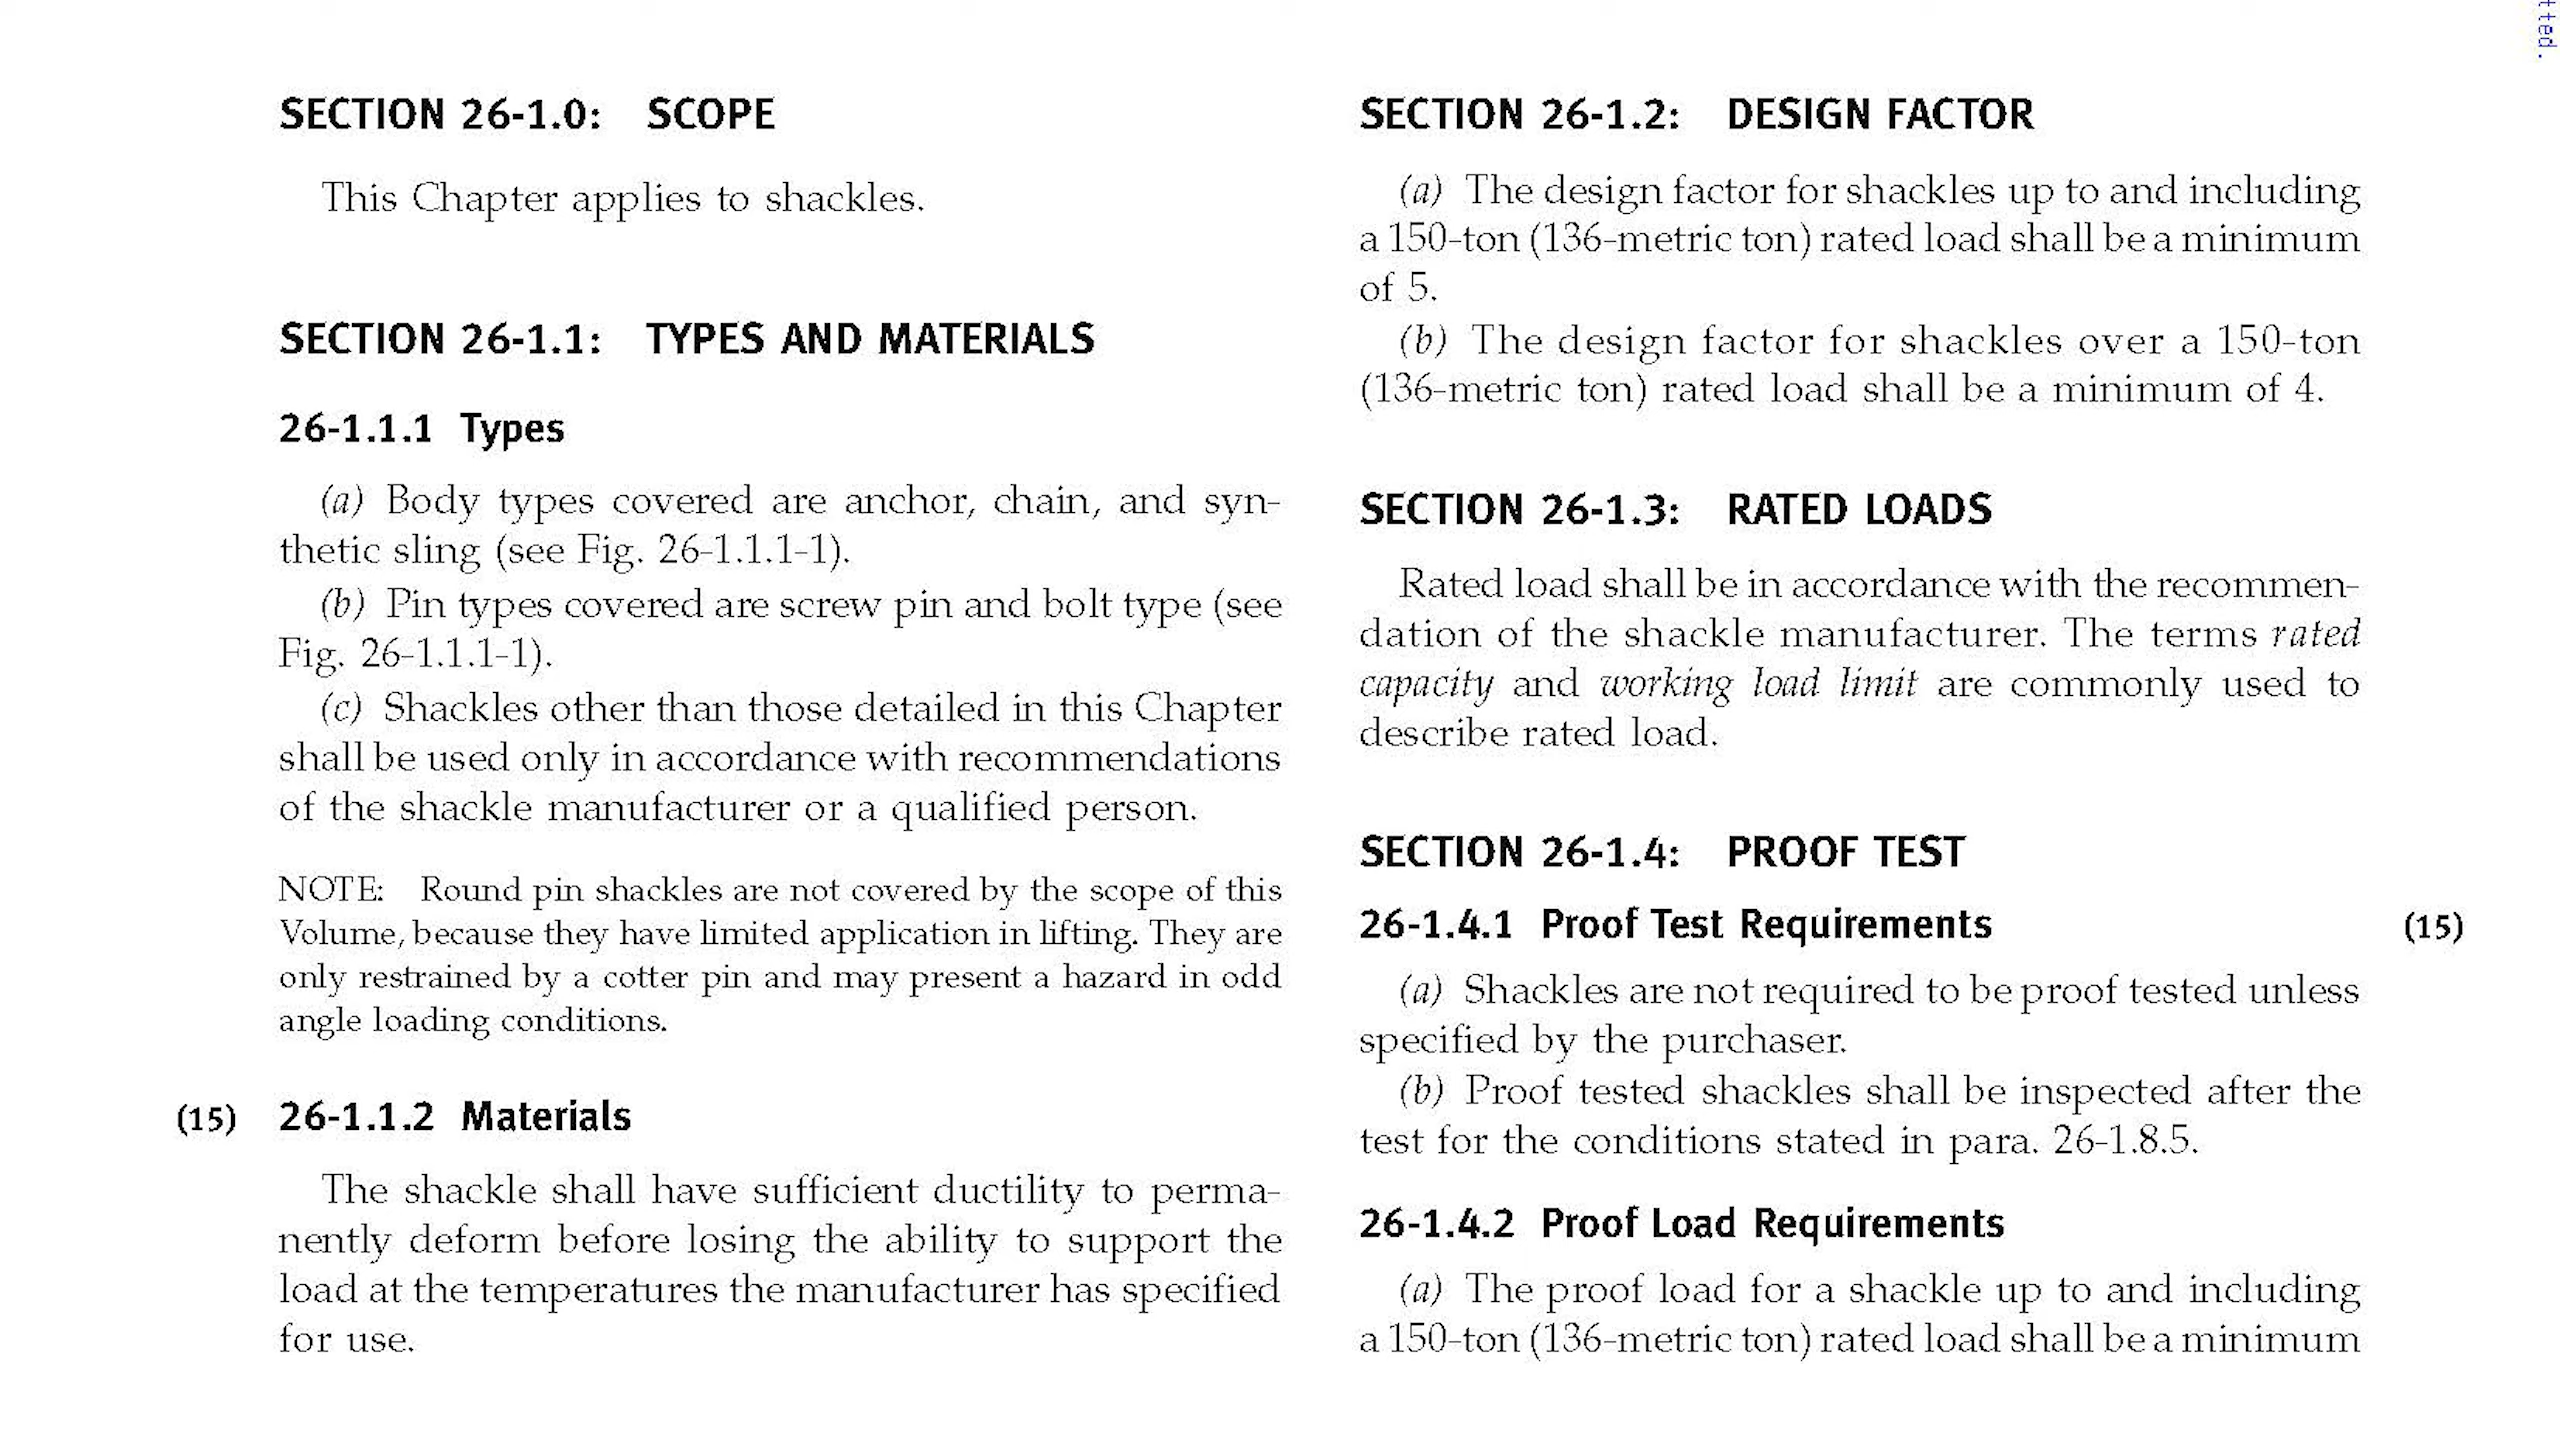 SECTION 26-1.0: SCOPE
This Chapter applies to shackles.
SECTION 26-1.1: TYPES AND MATERIALS
26-1.1.1 Types
(a) Body types covered are anchor, chain, and syn-
thetic sling (see Fig. 26-1.1.1-1).
(b) Pin types covered are screw pin and bolt type (see
Fig. 26-1.1.1-1).
(c) Shackles other than those detailed in this Chapter
shall be used only in accordance with recommendations
of the shackle manufacturer or a qualified person.
NOTE: Round pin shackles are not covered by the scope of this
Volume, because they have limited application in lifting. They are
only restrained by a cotter pin and may present a hazard in odd
angle loading conditions.
(15) 26-1.1.2 Materials
The shackle shall have sufficient ductility to perma-
nently deform before losing the ability to support the
load at the temperatures the manufacturer has specified
for use.
SECTION 26-1.2: DESIGN FACTOR
(a) The design factor for shackles up to and including
a 150-ton (136-metric ton) rated load shall be a minimum
of 5.
(b) The design factor for shackles over a 150-ton
(136-metric ton) rated load shall be a minimum of 4.
SECTION 26-1.3: RATED LOADS
Rated load shall be in accordance with the recommen-
dation of the shackle manufacturer. The terms rated
capacity and working load limit are commonly used to
describe rated load.
SECTION 26-1.4: PROOF TEST
26-1.4.1 Proof Test Requirements (15)
(a) Shackles are not required to be proof tested unless
specified by the purchaser.
(b) Proof tested shackles shall be inspected after the
test for the conditions stated in para. 26-1.8.5.
26-1.4.2 Proof Load Requirements
(a) The proof load for a shackle up to and including
a 150-ton (136-metric ton) rated load shall be a minimum